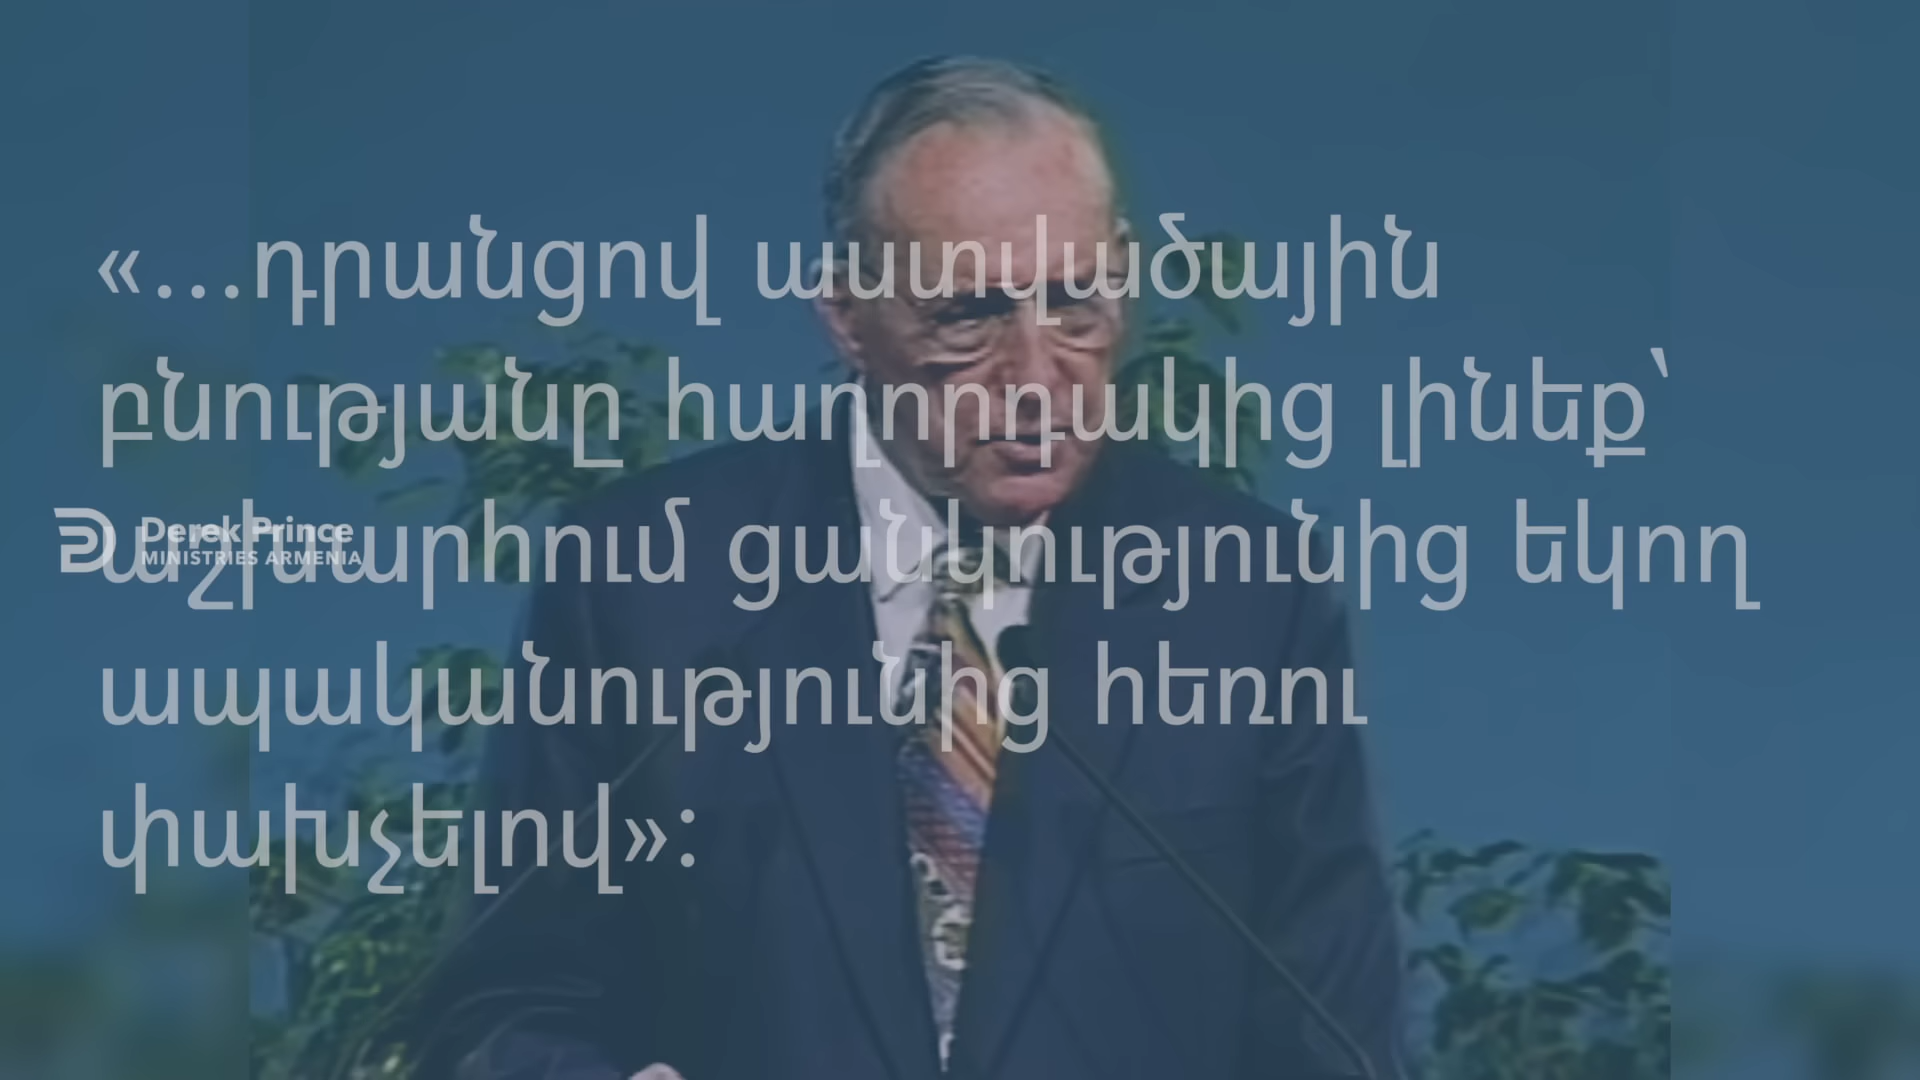 «...դրանցով աստվածային
բնությանը հաղորդակից լինեք՝
աշխարհում ցանկությունից եկող
ապականությունից հեռու
փախչելով»:
Derek Prince
MINISTRIES ARMENIA